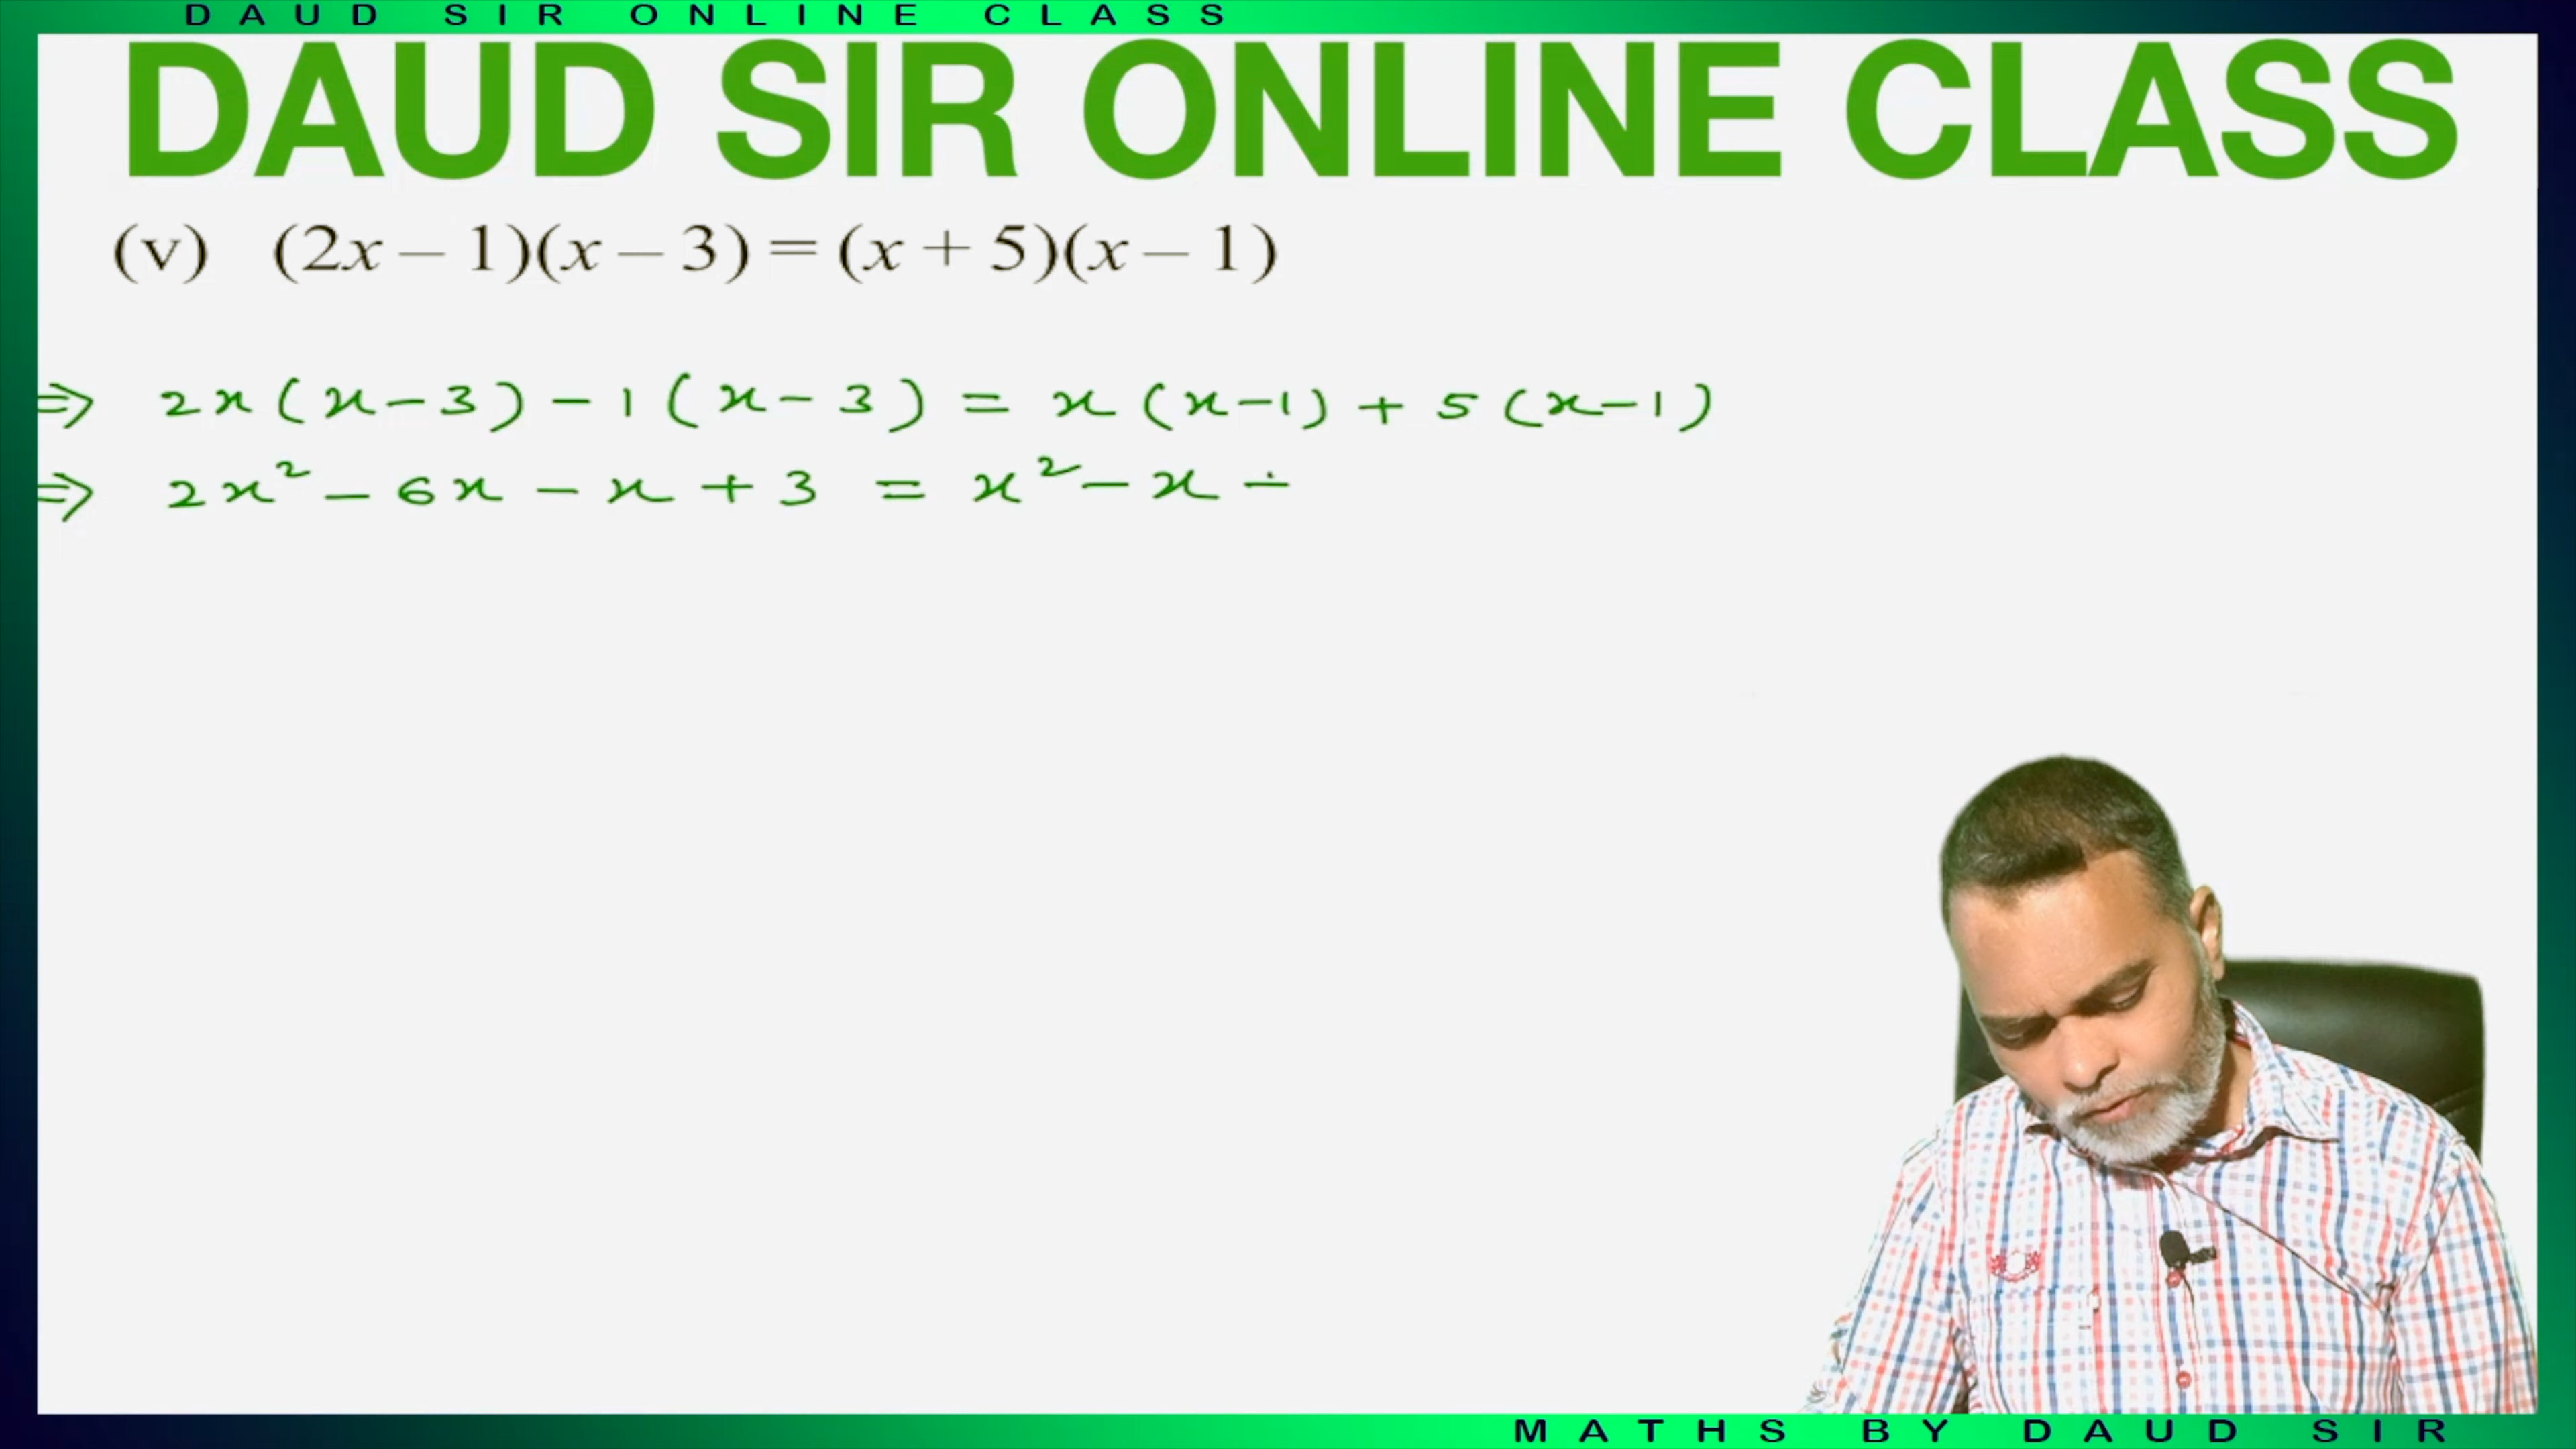 DAUD SIR ONLINE CLASS
DAUD SIR ONLINE CLASS
(v) (2x – 1)(x – 3) = (x + 5)(x – 1)
⇒ 2x(x-3) - 1(x-3) = x(x-1) + 5(x-1)
⇒ 2x² - 6x - x + 3 = x² - x
MATHS BY DAUD SIR